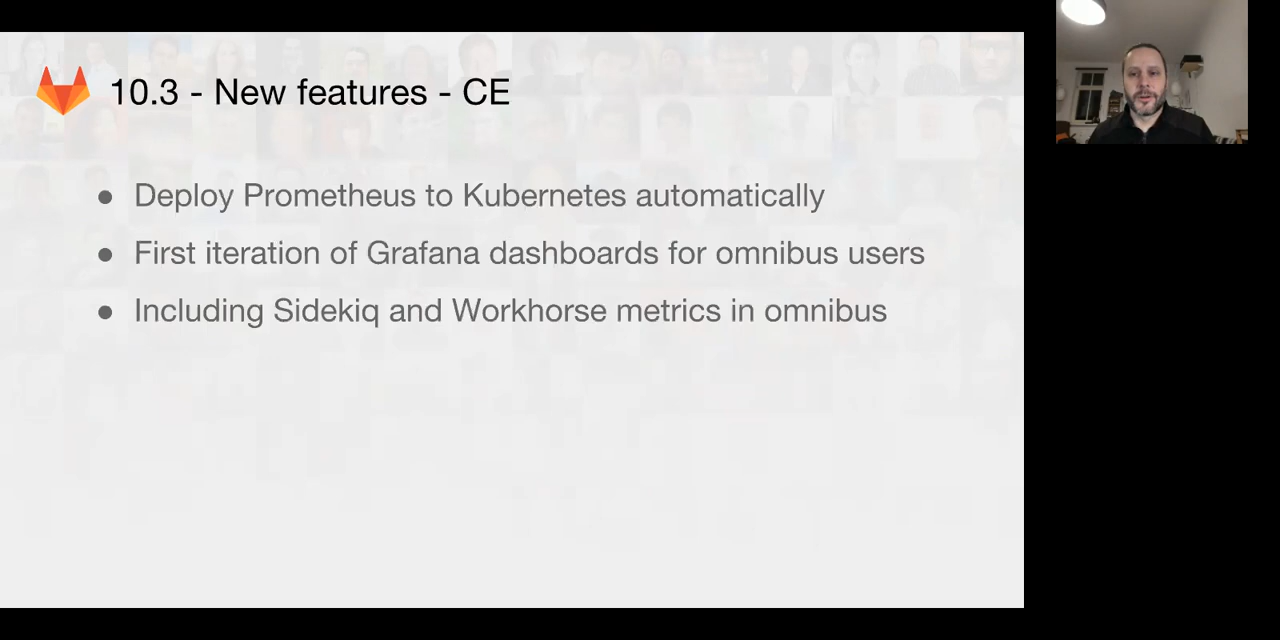 10.3 - New features - CE
● Deploy Prometheus to Kubernetes automatically
● First iteration of Grafana dashboards for omnibus users
● Including Sidekiq and Workhorse metrics in omnibus